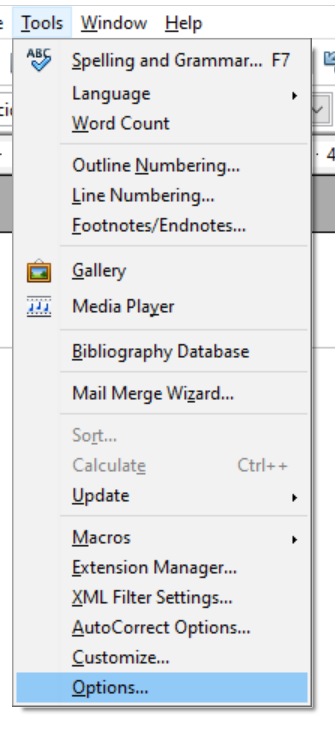 Tools Window Help
ABC Spelling and Grammar... F7
Language
Word Count
Outline Numbering...
Line Numbering...
Footnotes/Endnotes...
Gallery
Media Player
Bibliography Database
Mail Merge Wizard...
Sort...
Calculate Ctrl++
Update
Macros
Extension Manager...
XML Filter Settings...
AutoCorrect Options...
Customize...
Options...